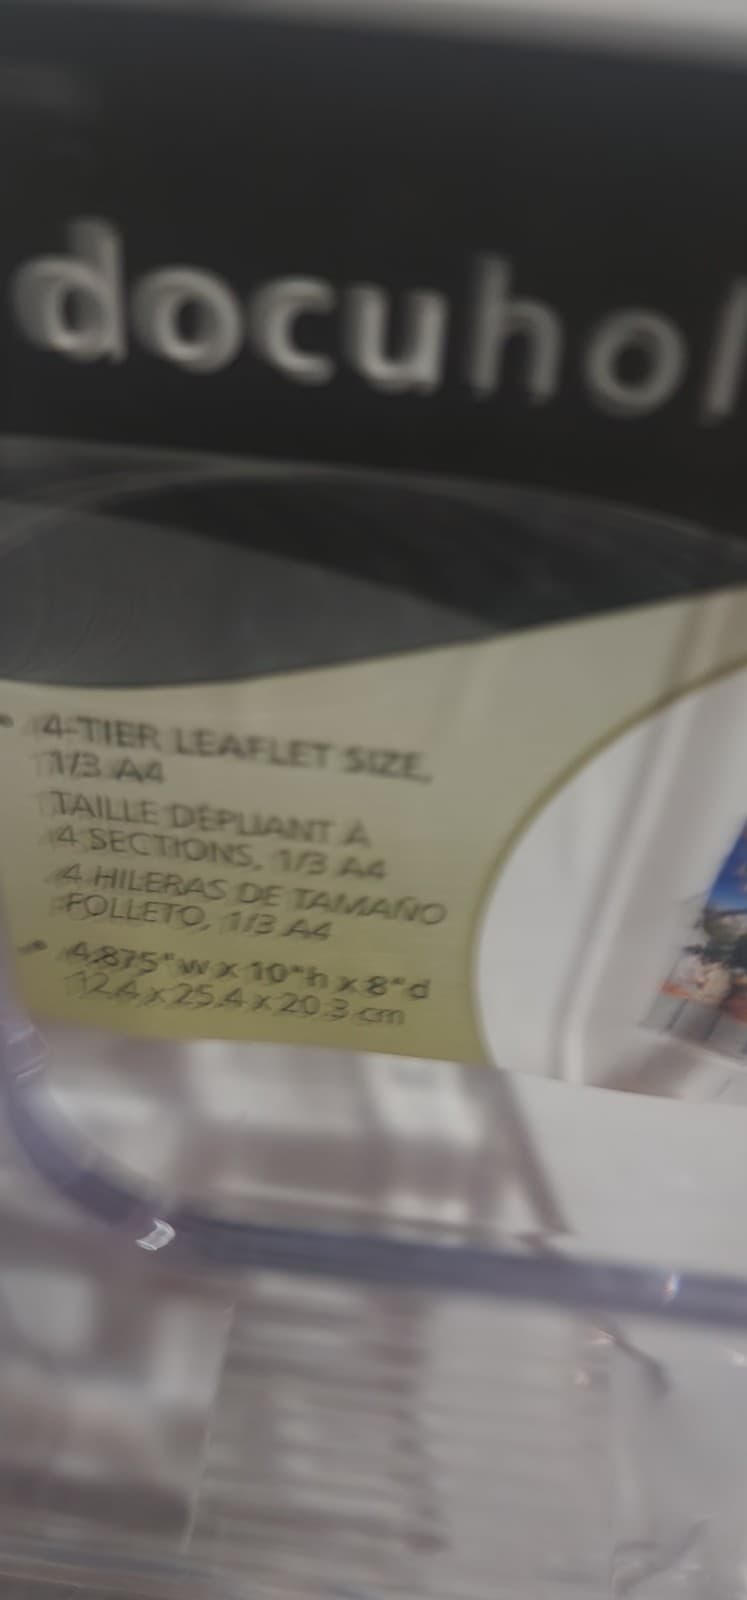 docuhol
• 4-TIER LEAFLET SIZE,
1/3 A4
TAILLE DÉPLIANT À
4 SECTIONS, 1/3 A4
4 HILERAS DE TAMAÑO
FOLLETO, 1/3 A4
• 4.875"w x 10"h x 8"d
12.4 x 25.4 x 20.3 cm